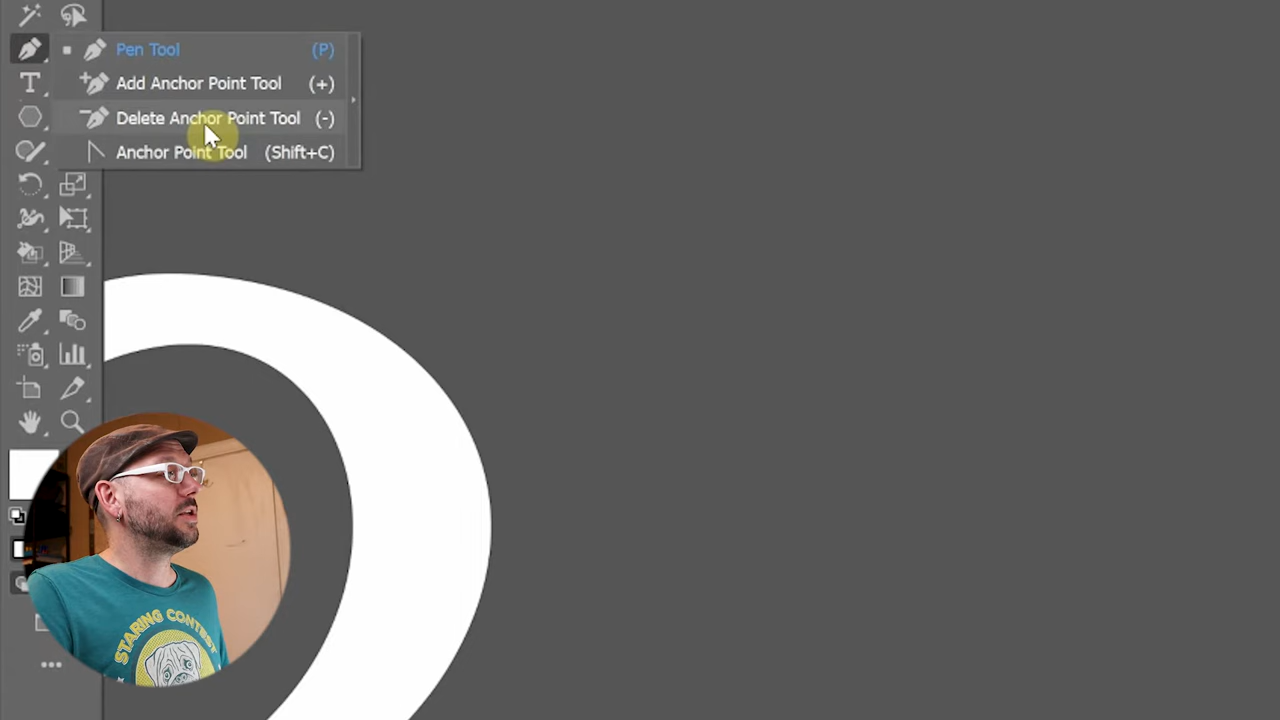 Pen Tool (P)
Add Anchor Point Tool (+)
Delete Anchor Point Tool (-)
Anchor Point Tool (Shift+C)
T
STARING CONTEST